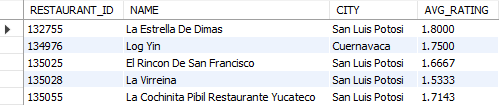 RESTAURANT_ID NAME CITY AVG_RATING
132755 La Estrella De Dimas San Luis Potosi 1.8000
134976 Log Yin Cuernavaca 1.7500
135025 El Rincon De San Francisco San Luis Potosi 1.6667
135028 La Virreina San Luis Potosi 1.5333
135055 La Cochinita Pibil Restaurante Yucateco San Luis Potosi 1.7143